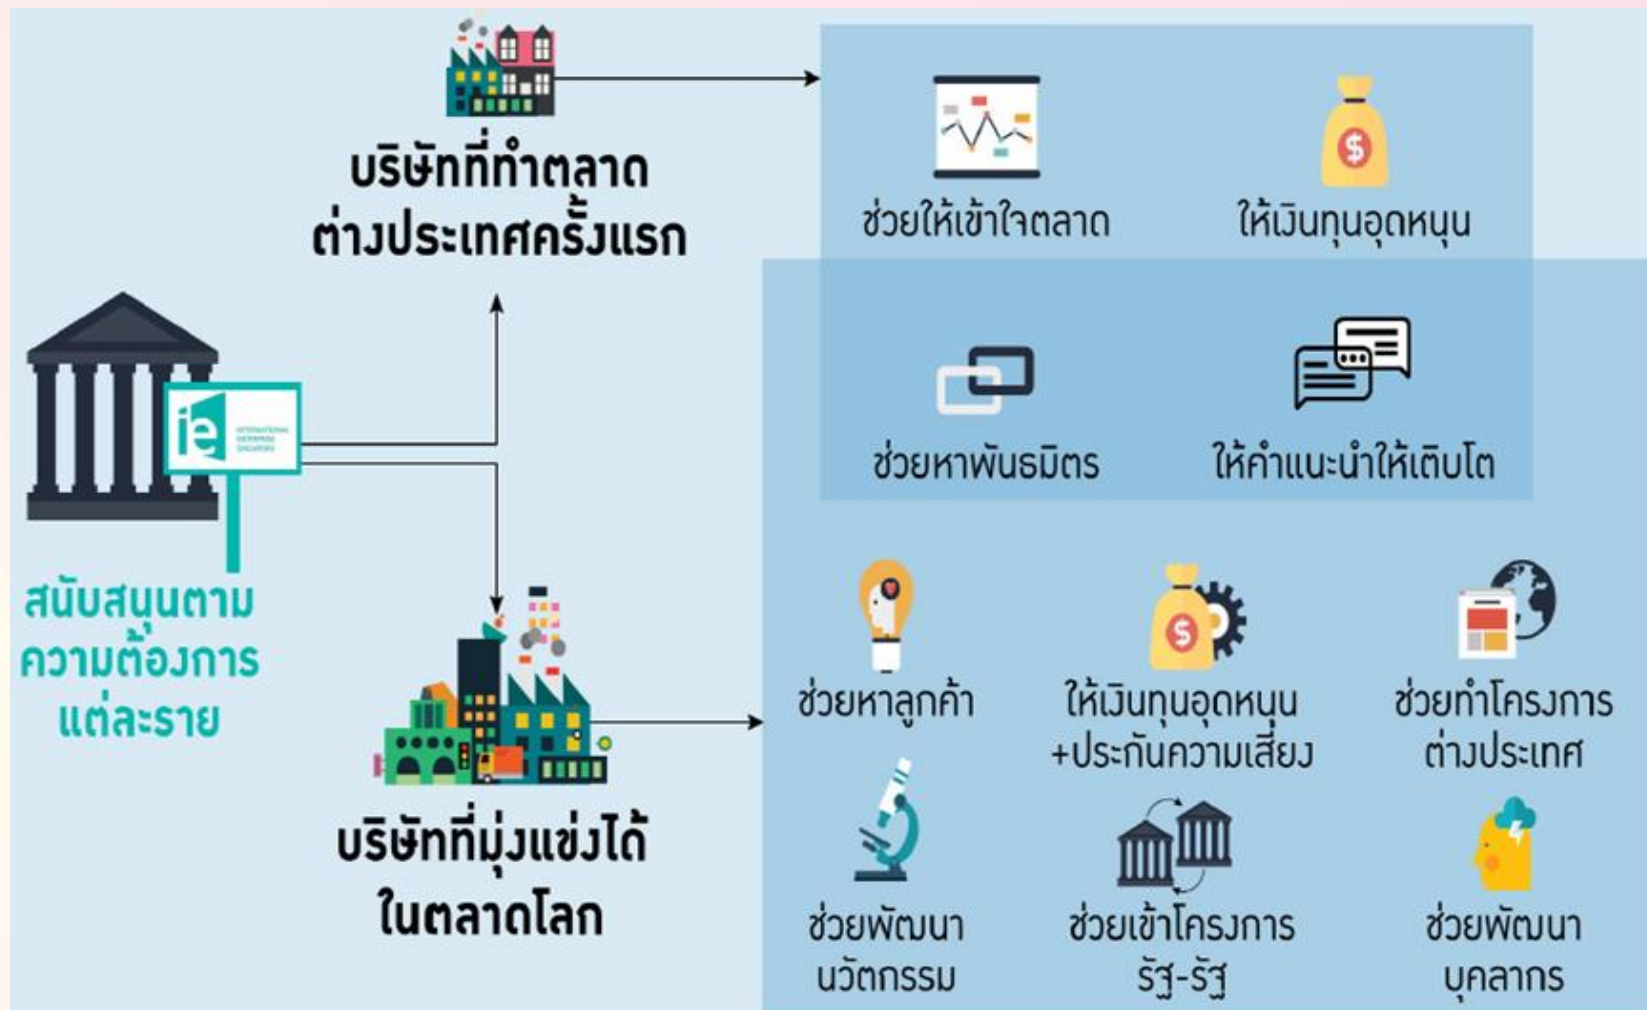 บริษัทที่ทำตลาด
ต่างประเทศครั้งแรก
ช่วยให้เข้าใจตลาด
ให้เงินทุนอุดหนุน
ช่วยหาพันธมิตร
ให้คำแนะนำให้เติบโต
ie
INTERNATIONAL
ENTERPRISE
SINGAPORE
สนับสนุนตาม
ความต้องการ
แต่ละราย
บริษัทที่มุ่งแข่งได้
ในตลาดโลก
ช่วยหาลูกค้า
ให้เงินทุนอุดหนุน
+ประกันความเสี่ยง
ช่วยทำโครงการ
ต่างประเทศ
ช่วยพัฒนา
นวัตกรรม
ช่วยเข้าโครงการ
รัฐ-รัฐ
ช่วยพัฒนา
บุคลากร